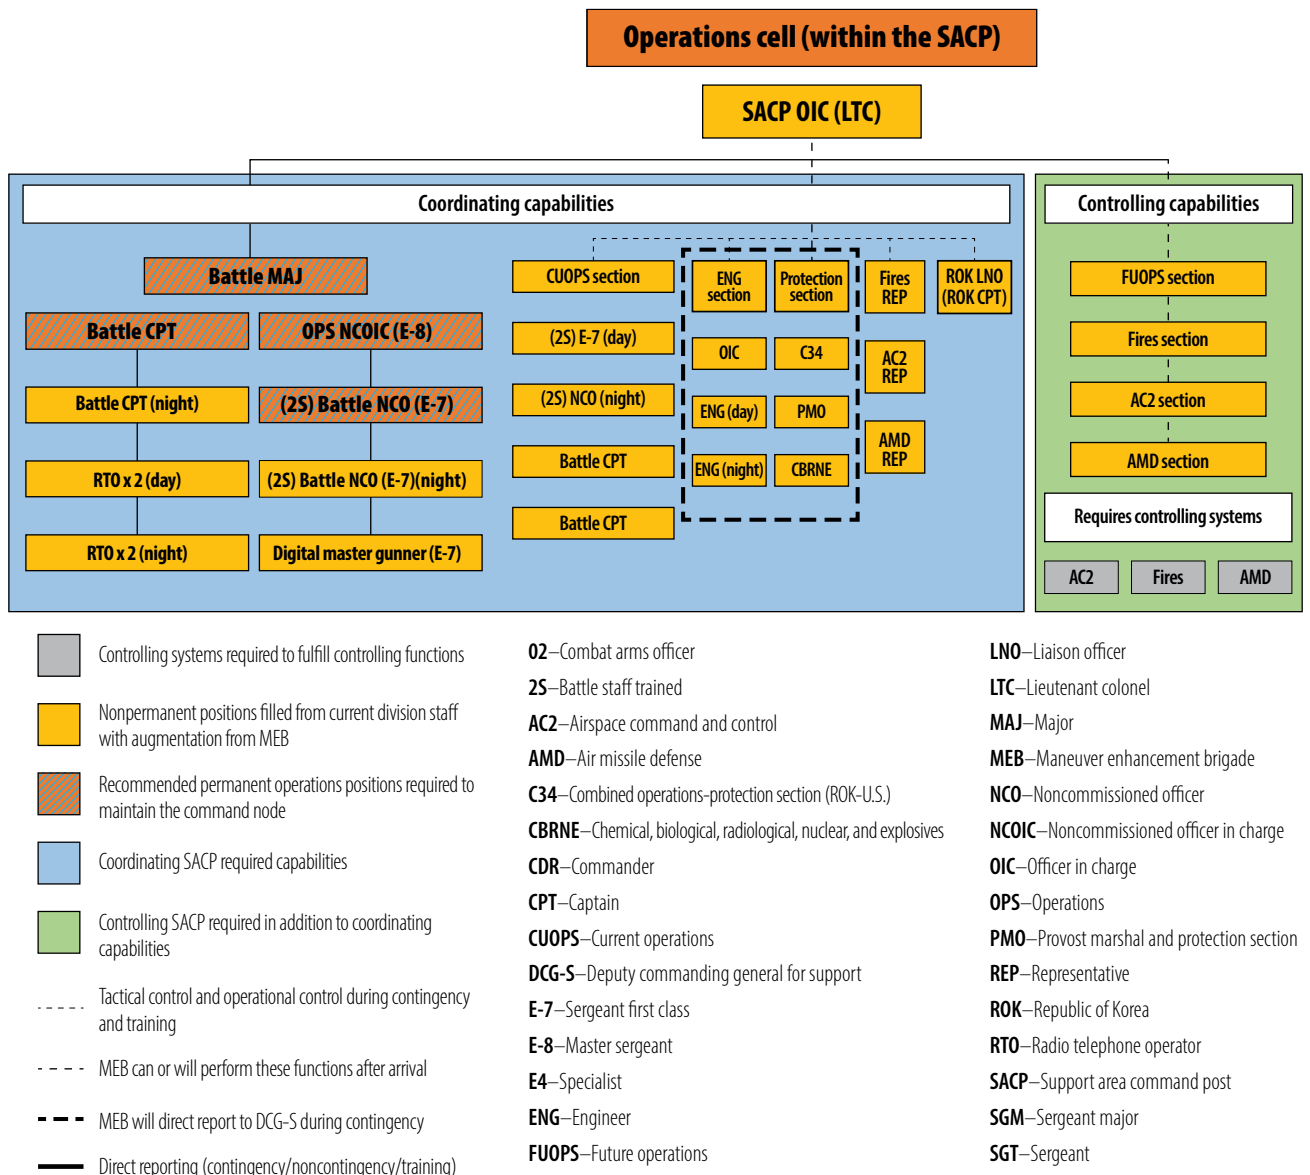 Operations cell (within the SACP)
SACP OIC (LTC)
Coordinating capabilities
Battle MAJ
Battle CPT
OPS NCOIC (E-8)
Battle CPT (night)
(2S) Battle NCO (E-7)
RTO x 2 (day)
(2S) Battle NCO (E-7)(night)
RTO x 2 (night)
Digital master gunner (E-7)
CUOPS section
(2S) E-7 (day)
(2S) NCO (night)
Battle CPT
Battle CPT
ENG
section
OIC
ENG (day)
ENG (night)
Protection
section
C34
PMO
CBRNE
Fires
REP
AC2
REP
AMD
REP
ROK LNO
(ROK CPT)
Controlling capabilities
FUOPS section
Fires section
AC2 section
AMD section
Requires controlling systems
AC2
Fires
AMD
Controlling systems required to fulfill controlling functions
Nonpermanent positions filled from current division staff
with augmentation from MEB
Recommended permanent operations positions required to
maintain the command node
Coordinating SACP required capabilities
Controlling SACP required in addition to coordinating
capabilities
Tactical control and operational control during contingency
and training
MEB can or will perform these functions after arrival
MEB will direct report to DCG-S during contingency
Direct reporting (contingency/noncontingency/training)
02–Combat arms officer
2S–Battle staff trained
AC2–Airspace command and control
AMD–Air missile defense
C34–Combined operations-protection section (ROK-U.S.)
CBRNE–Chemical, biological, radiological, nuclear, and explosives
CDR–Commander
CPT–Captain
CUOPS–Current operations
DCG-S–Deputy commanding general for support
E-7–Sergeant first class
E-8–Master sergeant
E4–Specialist
ENG–Engineer
FUOPS–Future operations
LNO–Liaison officer
LTC–Lieutenant colonel
MAJ–Major
MEB–Maneuver enhancement brigade
NCO–Noncommissioned officer
NCOIC–Noncommissioned officer in charge
OIC–Officer in charge
OPS–Operations
PMO–Provost marshal and protection section
REP–Representative
ROK–Republic of Korea
RTO–Radio telephone operator
SACP–Support area command post
SGM–Sergeant major
SGT–Sergeant